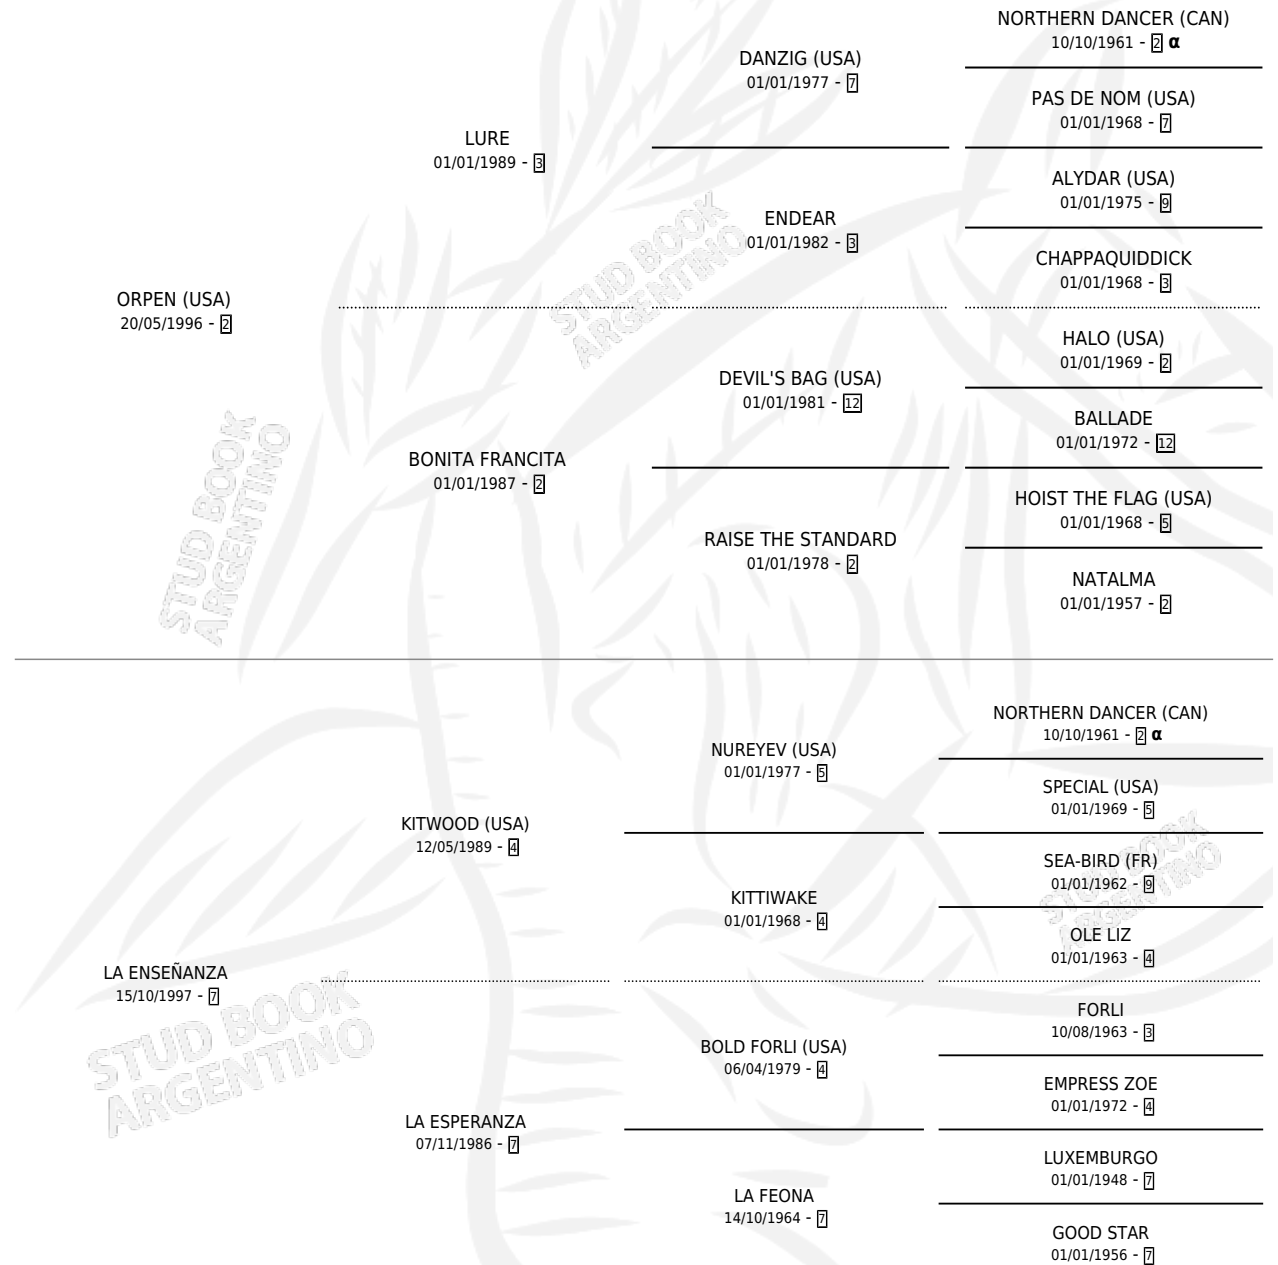 NORTHERN DANCER (CAN)
10/10/1961 - 2 α
DANZIG (USA)
01/01/1977 - 7
PAS DE NOM (USA)
01/01/1968 - 7
LURE
01/01/1989 - 3
ALYDAR (USA)
01/01/1975 - 9
ENDEAR
01/01/1982 - 3
CHAPPAQUIDDICK
01/01/1968 - 3
ORPEN (USA)
20/05/1996 - 2
HALO (USA)
01/01/1969 - 2
DEVIL'S BAG (USA)
01/01/1981 - 12
BALLADE
01/01/1972 - 12
BONITA FRANCITA
01/01/1987 - 2
HOIST THE FLAG (USA)
01/01/1968 - 5
RAISE THE STANDARD
01/01/1978 - 2
NATALMA
01/01/1957 - 2
NORTHERN DANCER (CAN)
10/10/1961 - 2 α
NUREYEV (USA)
01/01/1977 - 5
SPECIAL (USA)
01/01/1969 - 5
KITWOOD (USA)
12/05/1989 - 4
SEA-BIRD (FR)
01/01/1962 - 9
KITTIWAKE
01/01/1968 - 4
OLE LIZ
01/01/1963 - 4
LA ENSEÑANZA
15/10/1997 - 7
FORLI
10/08/1963 - 3
BOLD FORLI (USA)
06/04/1979 - 4
EMPRESS ZOE
01/01/1972 - 4
LA ESPERANZA
07/11/1986 - 7
LUXEMBURGO
01/01/1948 - 7
LA FEONA
14/10/1964 - 7
GOOD STAR
01/01/1956 - 7
STUD BOOK
ARGENTINO
STUD BOOK
ARGENTINO
STUD BOOK
ARGENTINO
STUD BOOK
ARGENTINO